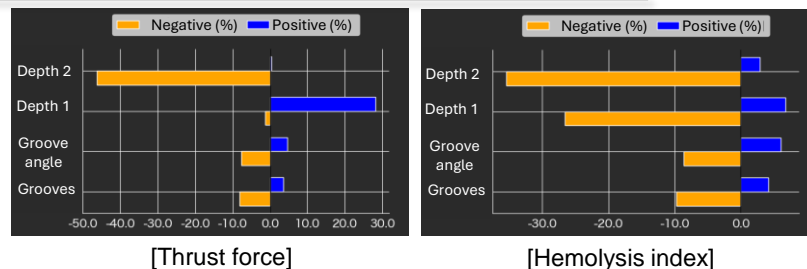 Negative (%) Positive (%)
Depth 2
Depth 1
Groove
angle
Grooves
-50.0 -40.0 -30.0 -20.0 -10.0 0.0 10.0 20.0 30.0
[Thrust force]
Negative (%) Positive (%)
Depth 2
Depth 1
Groove
angle
Grooves
-30.0 -20.0 -10.0 0.0
[Hemolysis index]